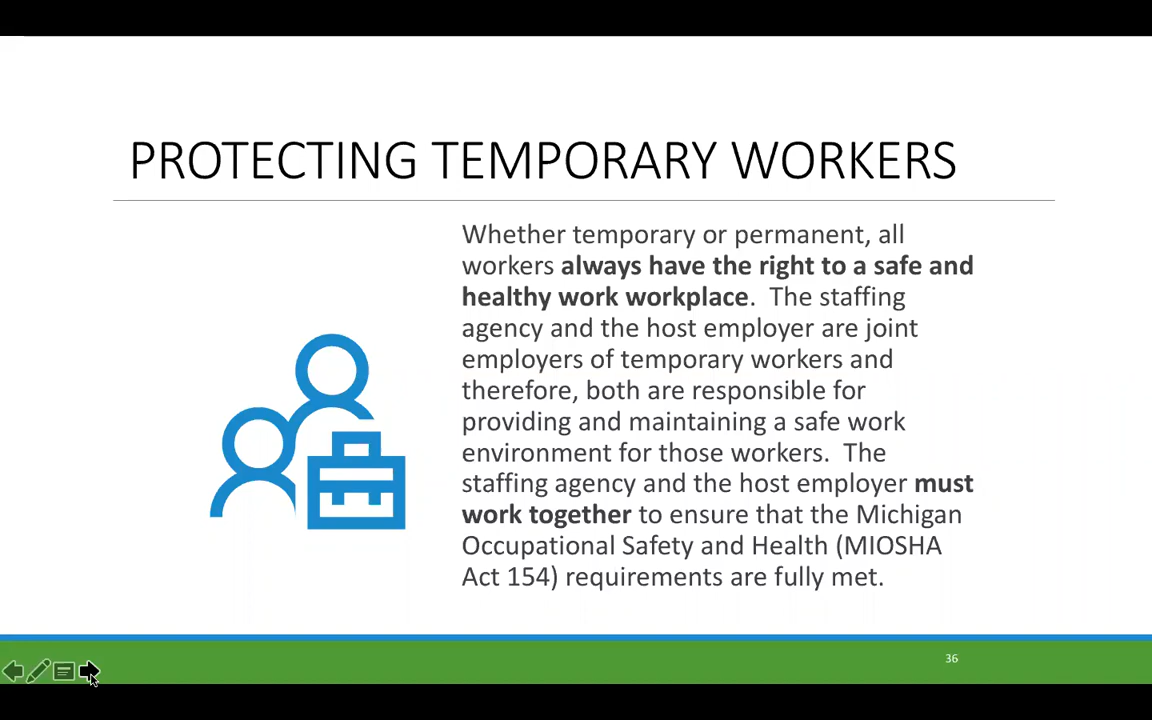 PROTECTING TEMPORARY WORKERS
Whether temporary or permanent, all
workers always have the right to a safe and
healthy work workplace.  The staffing
agency and the host employer are joint
employers of temporary workers and
therefore, both are responsible for
providing and maintaining a safe work
environment for those workers.  The
staffing agency and the host employer must
work together to ensure that the Michigan
Occupational Safety and Health (MIOSHA
Act 154) requirements are fully met.
36